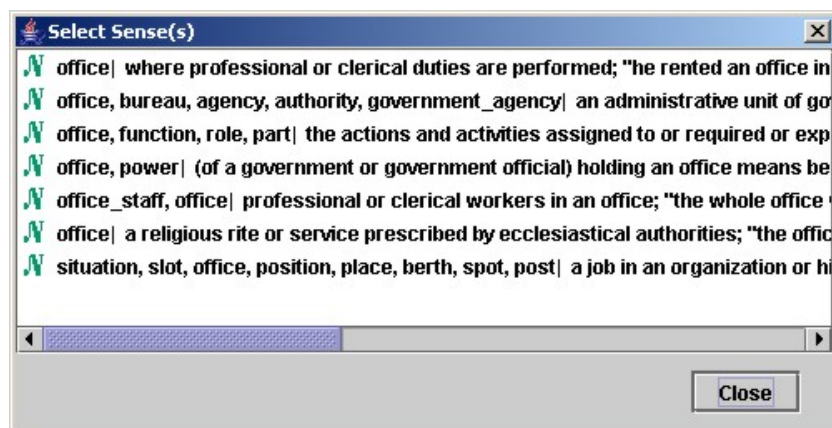 Select Sense(s)
N office| where professional or clerical duties are performed; "he rented an office in
N office, bureau, agency, authority, government_agency| an administrative unit of go
N office, function, role, part| the actions and activities assigned to or required or exp
N office, power| (of a government or government official) holding an office means be
N office_staff, office| professional or clerical workers in an office; "the whole office
N office| a religious rite or service prescribed by ecclesiastical authorities; "the offic
N situation, slot, office, position, place, berth, spot, post| a job in an organization or hi
Close